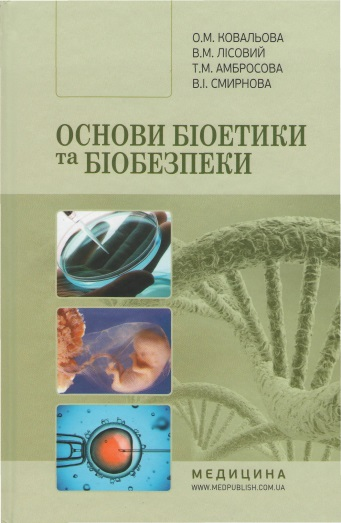 О.М. КОВАЛЬОВА
В.М. ЛІСОВИЙ
Т.М. АМБРОСОВА
В.І. СМИРНОВА
ОСНОВИ БІОЕТИКИ
та БІОБЕЗПЕКИ
МЕДИЦИНА
WWW.MEDPUBLISH.COM.UA